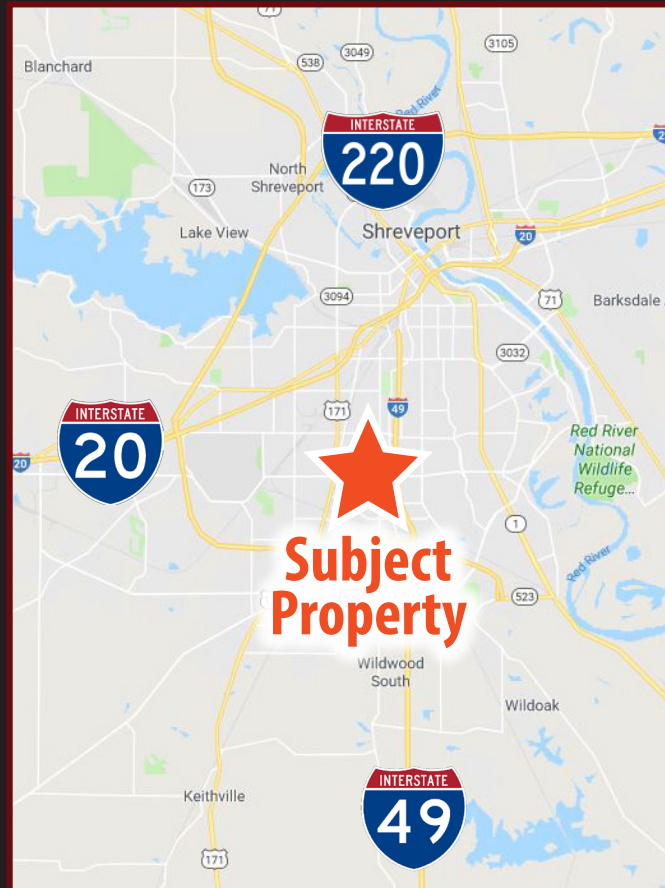 71
3049
3105
538
Blanchard
Red River
INTERSTATE
220
North
Shreveport
173
Lake View
Shreveport
20
3094
71
Barksdale
3032
INTERSTATE
20
171
49
20
Red River
National
Wildlife
Refuge...
1
Subject
Property
Red River
523
Wildwood
South
Wildoak
INTERSTATE
49
Keithville
171